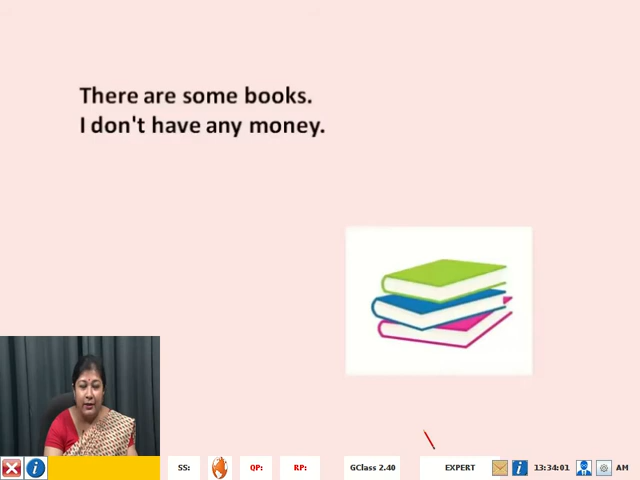 There are some books.
I don't have any money.
SS:
QP:
RP:
GClass 2.40
EXPERT
13:34:01
AM